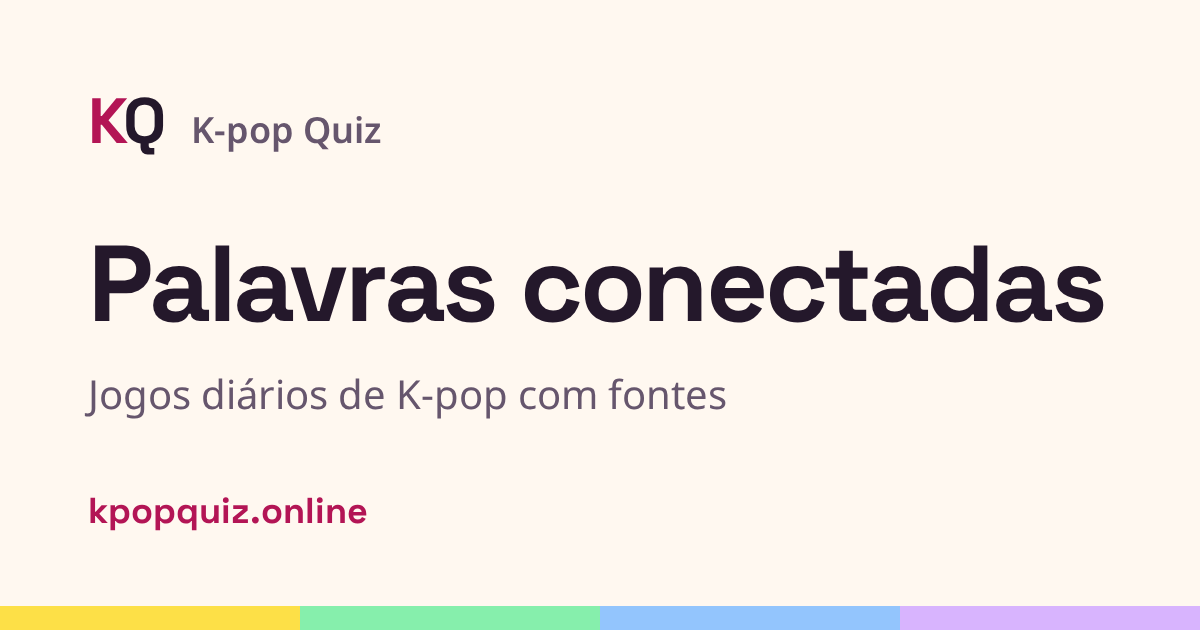 KQ K-pop Quiz
Palavras conectadas
Jogos diários de K-pop com fontes
kpopquiz.online